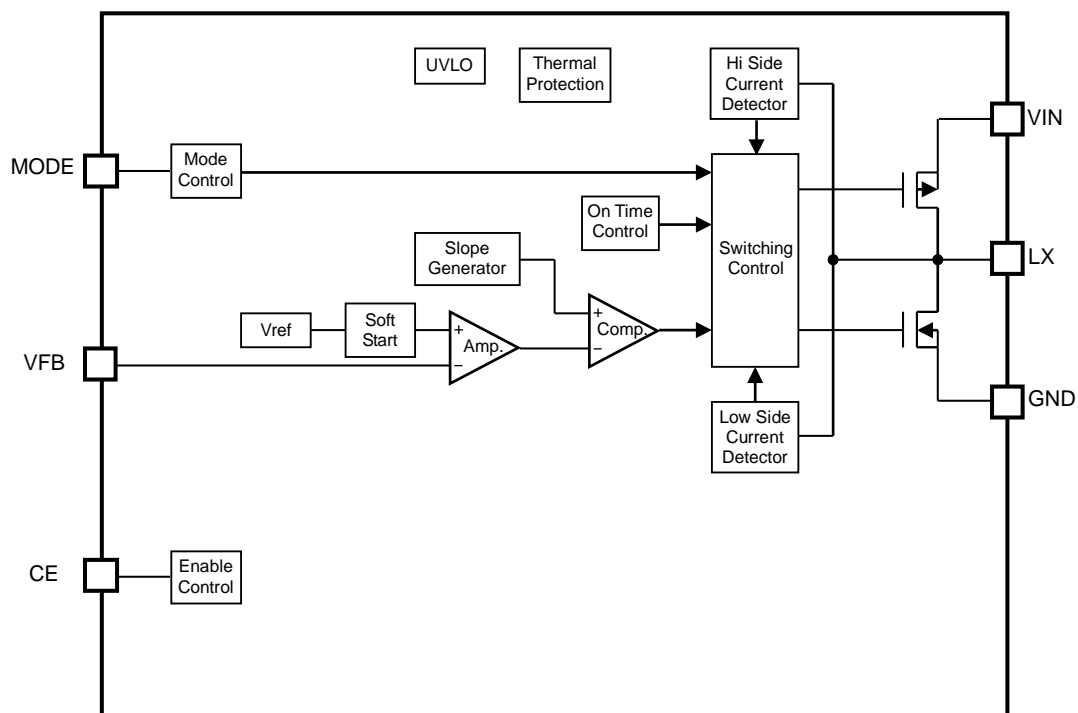 UVLO
Thermal
Protection
Hi Side
Current
Detector
VIN
MODE
Mode
Control
On Time
Control
Slope
Generator
Switching
Control
LX
Vref
Soft
Start
+
Amp.
−
+
Comp.
−
VFB
GND
Low Side
Current
Detector
CE
Enable
Control